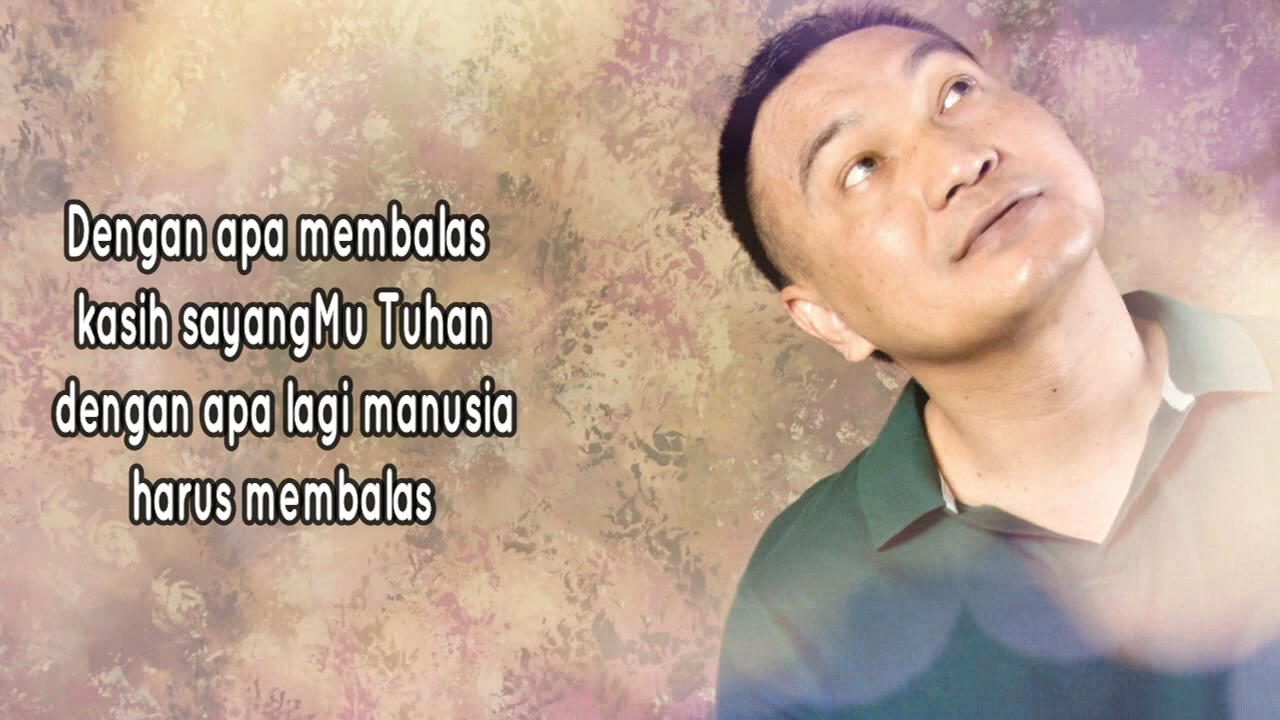 Dengan apa membalas
kasih sayangMu Tuhan
dengan apa lagi manusia
harus membalas